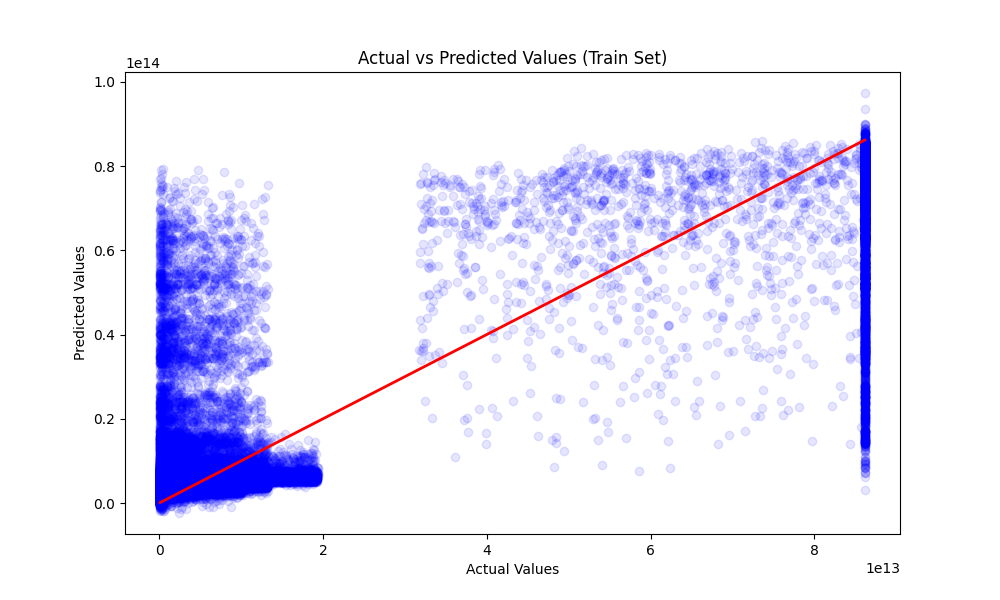 Actual vs Predicted Values (Train Set)
1e14
1.0
0.8
0.6
0.4
0.2
0.0
Predicted Values
0 2 4 6 8
1e13
Actual Values